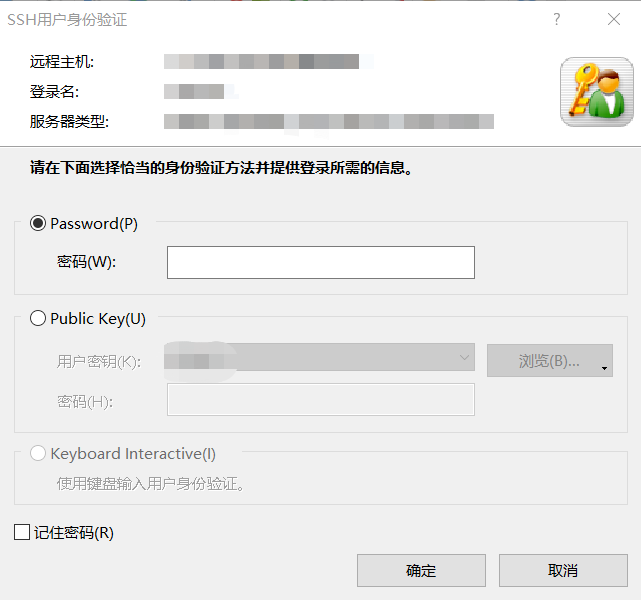 SSH用户身份验证
远程主机:
登录名:
服务器类型:
请在下面选择恰当的身份验证方法并提供登录所需的信息。
Password(P)
密码(W):
Public Key(U)
用户密钥(K):
浏览(B)...
密码(H):
Keyboard Interactive(I)
使用键盘输入用户身份验证。
记住密码(R)
确定
取消